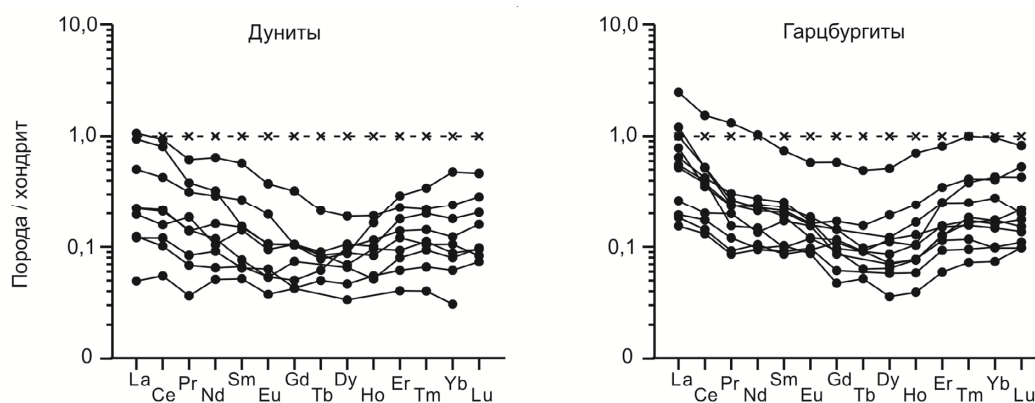 Дуниты
Гарцбургиты
Порода / хондрит
10,0
1,0
0,1
0
10,0
1,0
0,1
0
La Ce Pr Nd Sm Eu Gd Tb Dy Ho Er Tm Yb Lu
La Ce Pr Nd Sm Eu Gd Tb Dy Ho Er Tm Yb Lu